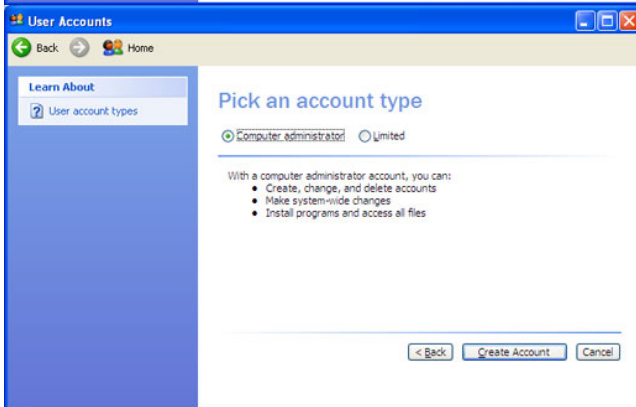 User Accounts
Back Home
Learn About
User account types
Pick an account type
Computer administrator Limited
With a computer administrator account, you can:
• Create, change, and delete accounts
• Make system-wide changes
• Install programs and access all files
< Back Create Account Cancel